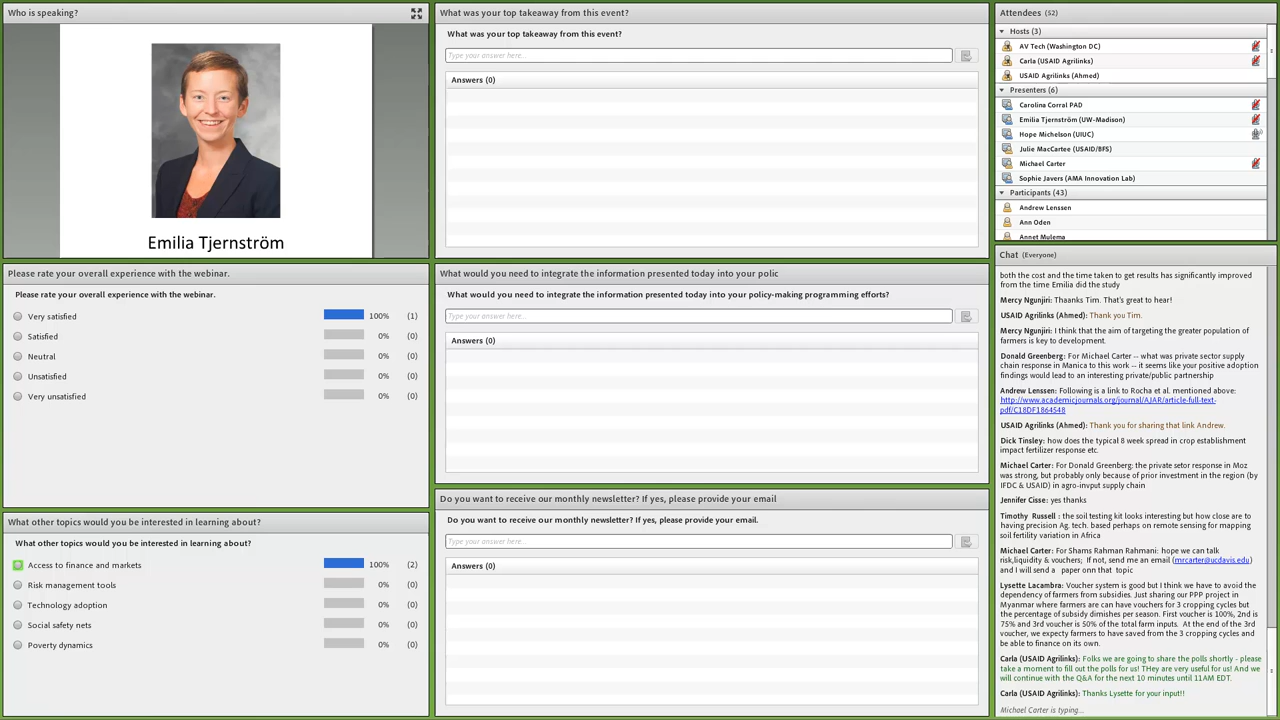 Who is speaking?
Emilia Tjernström
Please rate your overall experience with the webinar.
Please rate your overall experience with the webinar.
Very satisfied 100% (1)
Satisfied 0% (0)
Neutral 0% (0)
Unsatisfied 0% (0)
Very unsatisfied 0% (0)
What other topics would you be interested in learning about?
What other topics would you be interested in learning about?
Access to finance and markets 100% (2)
Risk management tools 0% (0)
Technology adoption 0% (0)
Social safety nets 0% (0)
Poverty dynamics 0% (0)
What was your top takeaway from this event?
What was your top takeaway from this event?
Type your answer here...
Answers (0)
What would you need to integrate the information presented today into your polic
What would you need to integrate the information presented today into your policy-making programming efforts?
Type your answer here...
Answers (0)
Do you want to receive our monthly newsletter? If yes, please provide your email
Do you want to receive our monthly newsletter? If yes, please provide your email.
Type your answer here...
Answers (0)
Attendees (52)
Hosts (3)
AV Tech (Washington DC)
Carla (USAID Agrilinks)
USAID Agrilinks (Ahmed)
Presenters (6)
Carolina Corral PAD
Emilia Tjernström (UW-Madison)
Hope Michelson (UIUC)
Julie MacCartee (USAID/BFS)
Michael Carter
Sophie Javers (AMA Innovation Lab)
Participants (43)
Andrew Lenssen
Ann Oden
Annet Mulema
Chat (Everyone)
both the cost and the time taken to get results has significantly improved
from the time Emilia did the study
Mercy Ngunjiri: Thaanks Tim. That's great to hear!
USAID Agrilinks (Ahmed): Thank you Tim.
Mercy Ngunjiri: I think that the aim of targeting the greater population of
farmers is key to development.
Donald Greenberg: For Michael Carter -- what was private sector supply
chain response in Manica to this work -- it seems like your positive adoption
findings would lead to an interesting private/public partnership
Andrew Lenssen: Following is a link to Rocha et al. mentioned above:
http://www.academicjournals.org/journal/AJAR/article-full-text-
pdf/C18DF1864548
USAID Agrilinks (Ahmed): Thank you for sharing that link Andrew.
Dick Tinsley: how does the typical 8 week spread in crop establishment
impact fertilizer response etc.
Michael Carter: For Donald Greenberg: the private setor response in Moz
was strong, but probably only because of prior investment in the region (by
IFDC & USAID) in agro-invput supply chain
Jennifer Cisse: yes thanks
Timothy Russell : the soil testing kit looks interesting but how close are to
having precision Ag. tech. based perhaps on remote sensing for mapping
soil fertility variation in Africa
Michael Carter: For Shams Rahman Rahmani: hope we can talk
risk,liquidity & vouchers; If not, send me an email (mrcarter@ucdavis.edu)
and I will send a paper onn that topic
Lysette Lacambra: Voucher system is good but I think we have to avoid the
dependency of farmers from subsidies. Just sharing our PPP project in
Myanmar where farmers are can have vouchers for 3 cropping cycles but
the percentage of subsidy dimishes per season. First voucher is 100%, 2nd is
75% and 3rd voucher is 50% of the total farm inputs. At the end of the 3rd
voucher, we expecty farmers to have saved from the 3 cropping cycles and
be able to finance on its own.
Carla (USAID Agrilinks): Folks we are going to share the polls shortly - please
take a moment to fill out the polls for us! THey are very useful for us! And we
will continue with the Q&A for the next 10 minutes until 11AM EDT.
Carla (USAID Agrilinks): Thanks Lysette for your input!!
Michael Carter is typing...